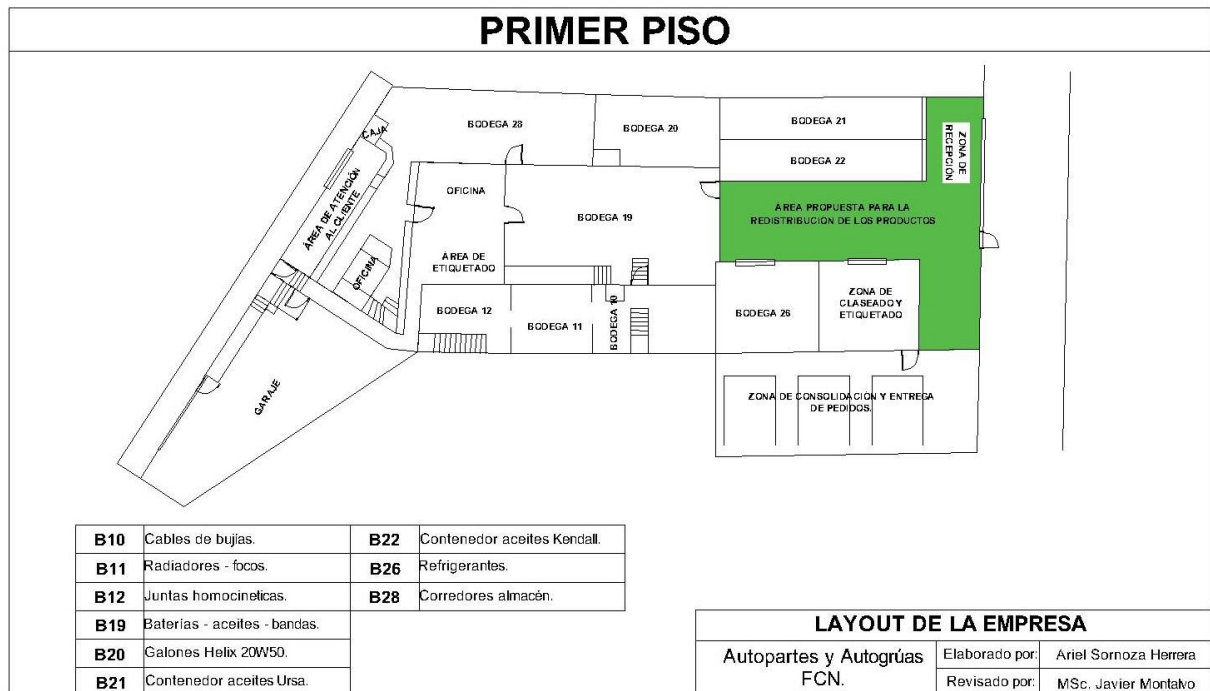 PRIMER PISO
BODEGA 28
BODEGA 20
BODEGA 21
BODEGA 22
ZONA DE
RECEPCIÓN
CAJA
ÁREA DE ATENCIÓN
AL CLIENTE
OFICINA
OFICINA
BODEGA 19
ÁREA PROPUESTA PARA LA
REDISTRIBUCION DE LOS PRODUCTOS
ÁREA DE
ETIQUETADO
BODEGA 12
BODEGA 11
BODEGA 10
BODEGA 26
ZONA DE
CLASEADO Y
ETIQUETADO
GARAJE
ZONA DE CONSOLIDACIÓN Y ENTREGA
DE PEDIDOS.
B10 Cables de bujías. B22 Contenedor aceites Kendall.
B11 Radiadores - focos. B26 Refrigerantes.
B12 Juntas homocineticas. B28 Corredores almacén.
B19 Baterías - aceites - bandas.
B20 Galones Helix 20W50.
B21 Contenedor aceites Ursa.
LAYOUT DE LA EMPRESA
Autopartes y Autogrúas
FCN.
Elaborado por: Ariel Sornoza Herrera
Revisado por: MSc. Javier Montalvo